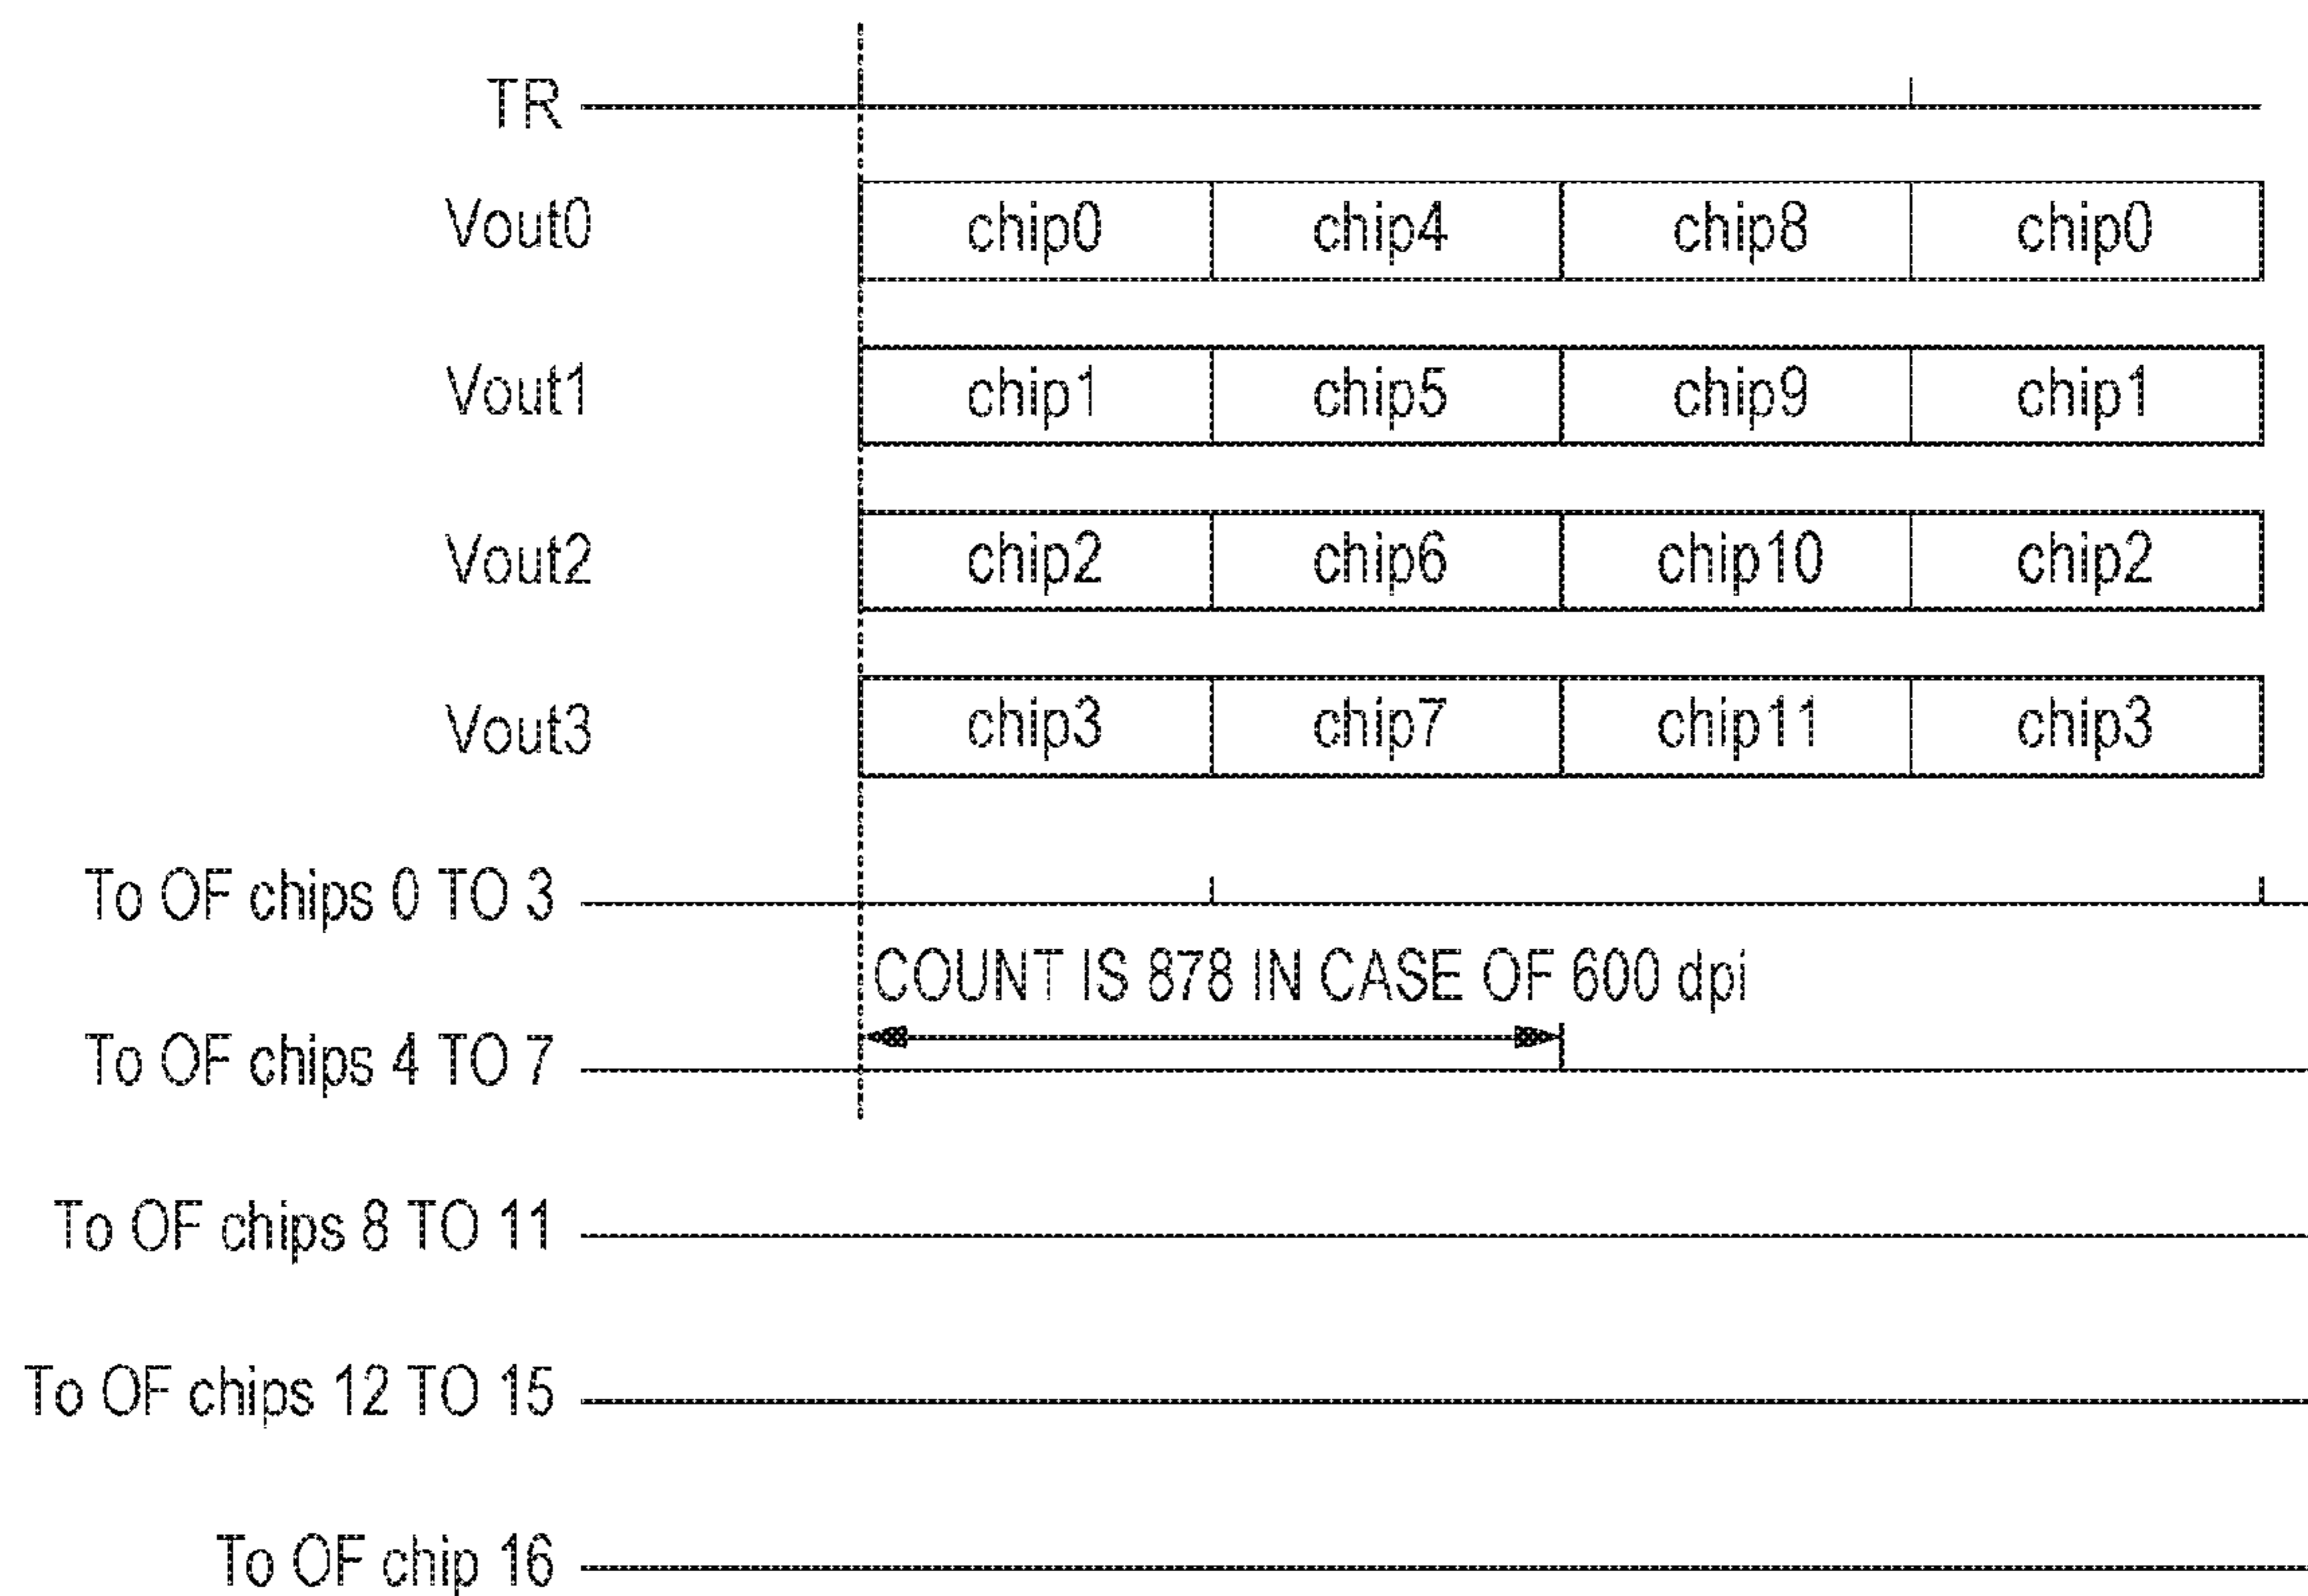 TR
Vout0 chip0 chip4 chip8 chip0
Vout1 chip1 chip5 chip9 chip1
Vout2 chip2 chip6 chip10 chip2
Vout3 chip3 chip7 chip11 chip3
To OF chips 0 TO 3
COUNT IS 878 IN CASE OF 600 dpi
To OF chips 4 TO 7
To OF chips 8 TO 11
To OF chips 12 TO 15
To OF chip 16